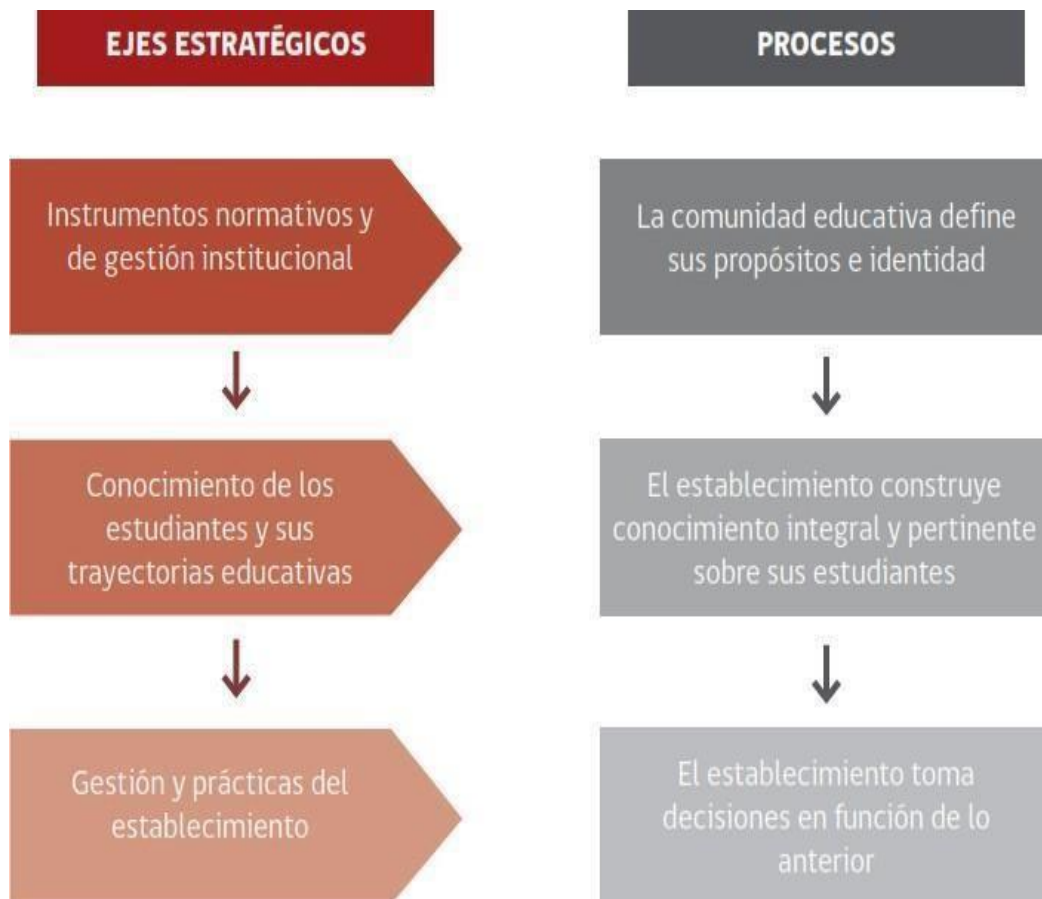 EJES ESTRATÉGICOS
PROCESOS
Instrumentos normativos y
de gestión institucional
La comunidad educativa define
sus propósitos e identidad
Conocimiento de los
estudiantes y sus
trayectorias educativas
El establecimiento construye
conocimiento integral y pertinente
sobre sus estudiantes
Gestión y prácticas del
establecimiento
El establecimiento toma
decisiones en función de lo
anterior